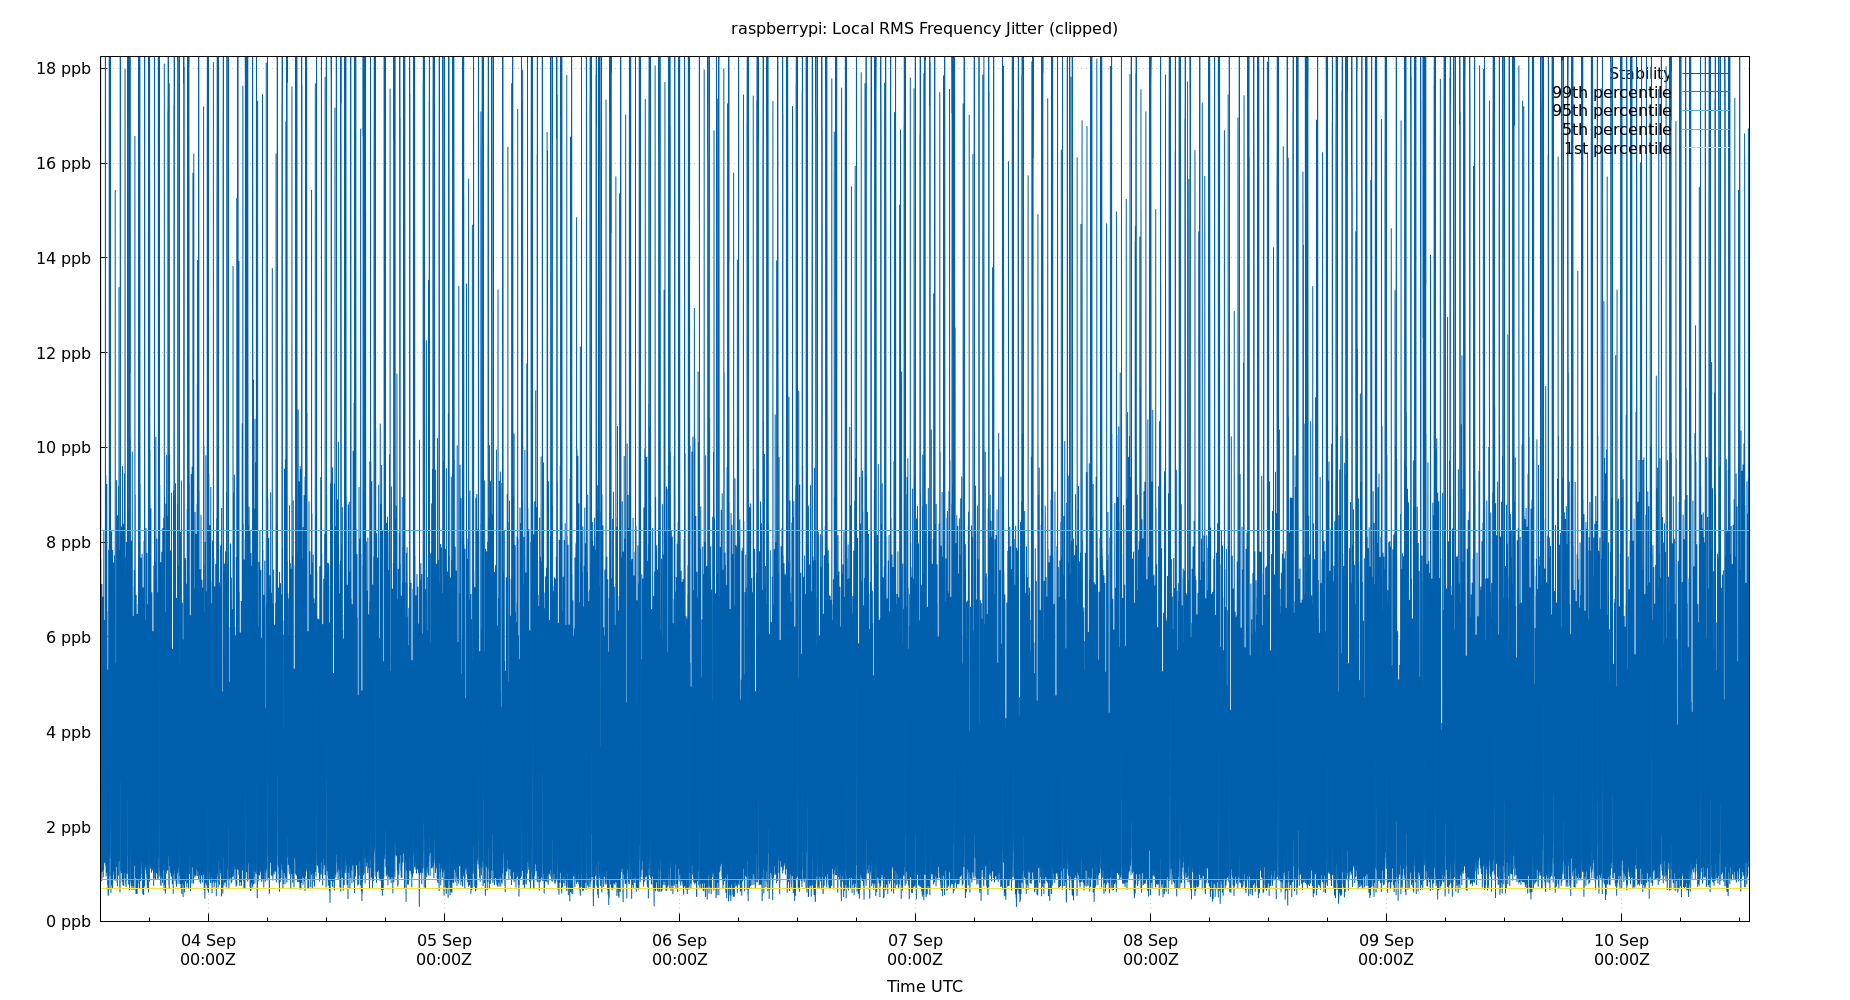 raspberrypi: Local RMS Frequency Jitter (clipped)
18 ppb
16 ppb
14 ppb
12 ppb
10 ppb
8 ppb
6 ppb
4 ppb
2 ppb
0 ppb
Stability
99th percentile
95th percentile
5th percentile
1st percentile
04 Sep 05 Sep 06 Sep 07 Sep 08 Sep 09 Sep 10 Sep
00:00Z 00:00Z 00:00Z 00:00Z 00:00Z 00:00Z 00:00Z
Time UTC